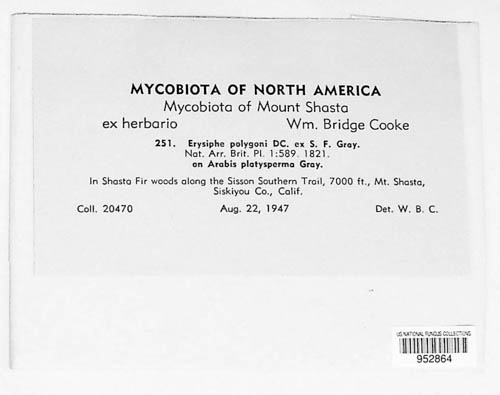 MYCOBIOTA OF NORTH AMERICA
Mycobiota of Mount Shasta
ex herbario Wm. Bridge Cooke
251. Erysiphe polygoni DC. ex S. F. Gray.
Nat. Arr. Brit. Pl. 1:589. 1821.
on Arabis platysperma Gray.
In Shasta Fir woods along the Sisson Southern Trail, 7000 ft., Mt. Shasta,
Siskiyou Co., Calif.
Coll. 20470 Aug. 22, 1947 Det. W. B. C.
US NATIONAL FUNGUS COLLECTIONS
952864